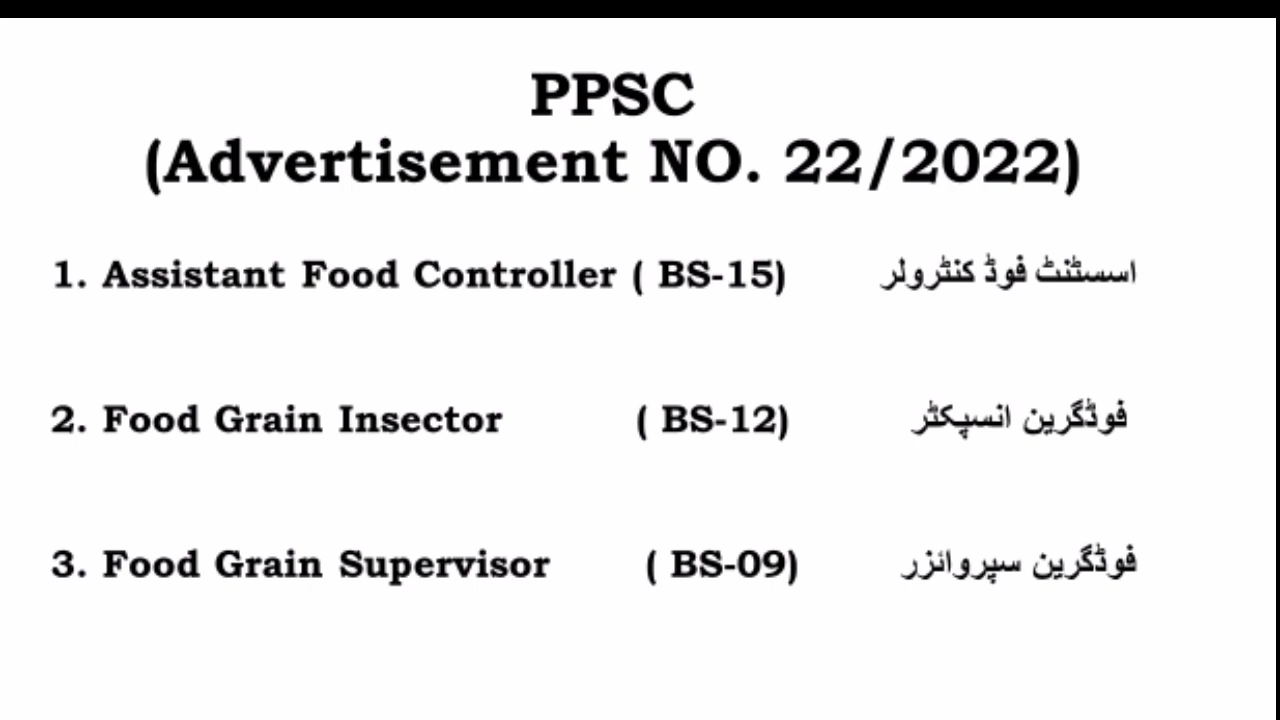 PPSC
(Advertisement NO. 22/2022)
1. Assistant Food Controller ( BS-15) اسسٹنٹ فوڈ کنٹرولر
2. Food Grain Insector ( BS-12) فوڈگرین انسپکٹر
3. Food Grain Supervisor ( BS-09) فوڈگرین سپروائزر